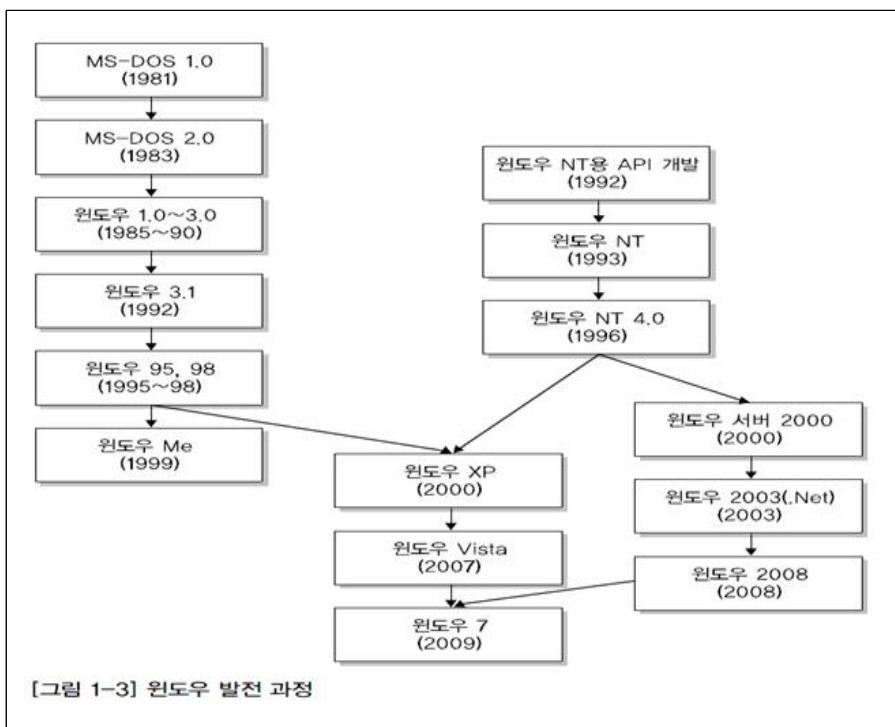 MS-DOS 1.0
(1981)
MS-DOS 2.0
(1983)
윈도우 1.0~3.0
(1985~90)
윈도우 3.1
(1992)
윈도우 95, 98
(1995~98)
윈도우 Me
(1999)
윈도우 NT용 API 개발
(1992)
윈도우 NT
(1993)
윈도우 NT 4.0
(1996)
윈도우 XP
(2000)
윈도우 Vista
(2007)
윈도우 7
(2009)
윈도우 서버 2000
(2000)
윈도우 2003(.Net)
(2003)
윈도우 2008
(2008)
[그림 1-3] 윈도우 발전 과정